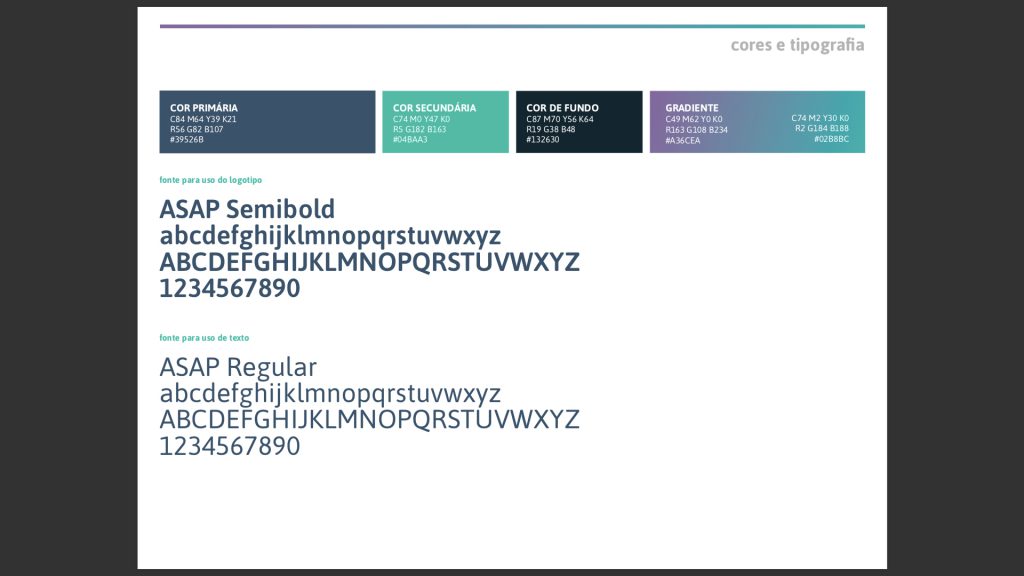 cores e tipografia
COR PRIMÁRIA
C84 M64 Y39 K21
R56 G82 B107
#39526B
COR SECUNDÁRIA
C74 M0 Y47 K0
R5 G182 B163
#04BAA3
COR DE FUNDO
C87 M70 Y56 K64
R19 G38 B48
#132630
GRADIENTE
C49 M62 Y0 K0
R163 G108 B234
#A36CEA
C74 M2 Y30 K0
R2 G184 B188
#02B8BC
fonte para uso do logotipo
ASAP Semibold
abcdefghijklmnopqrstuvwxyz
ABCDEFGHIJKLMNOPQRSTUVWXYZ
1234567890
fonte para uso de texto
ASAP Regular
abcdefghijklmnopqrstuvwxyz
ABCDEFGHIJKLMNOPQRSTUVWXYZ
1234567890